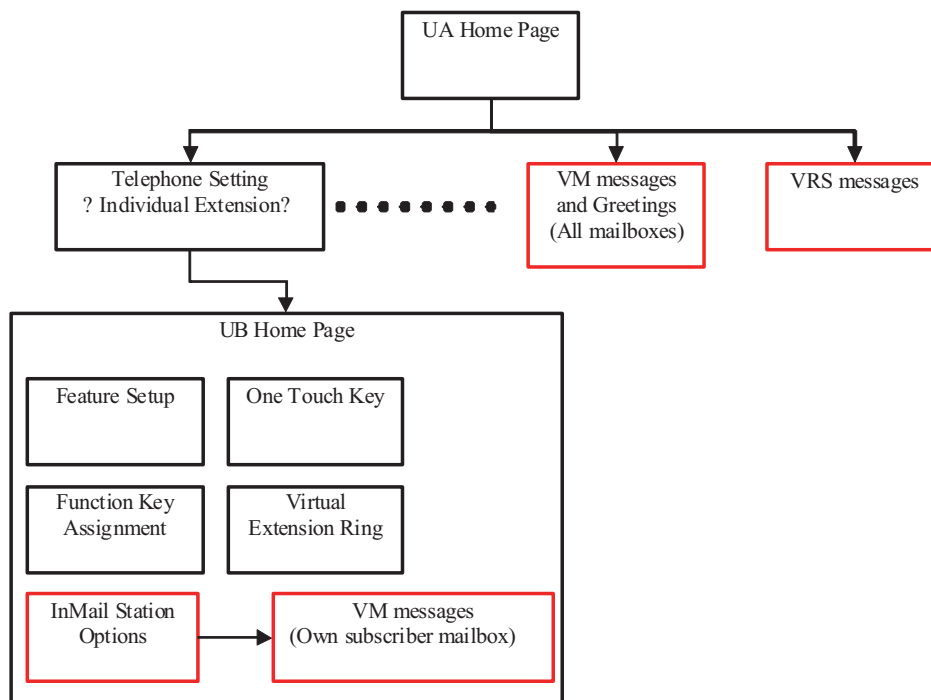 UA Home Page
Telephone Setting
? Individual Extension?
VM messages
and Greetings
(All mailboxes)
VRS messages
UB Home Page
Feature Setup
One Touch Key
Function Key
Assignment
Virtual
Extension Ring
InMail Station
Options
VM messages
(Own subscriber mailbox)